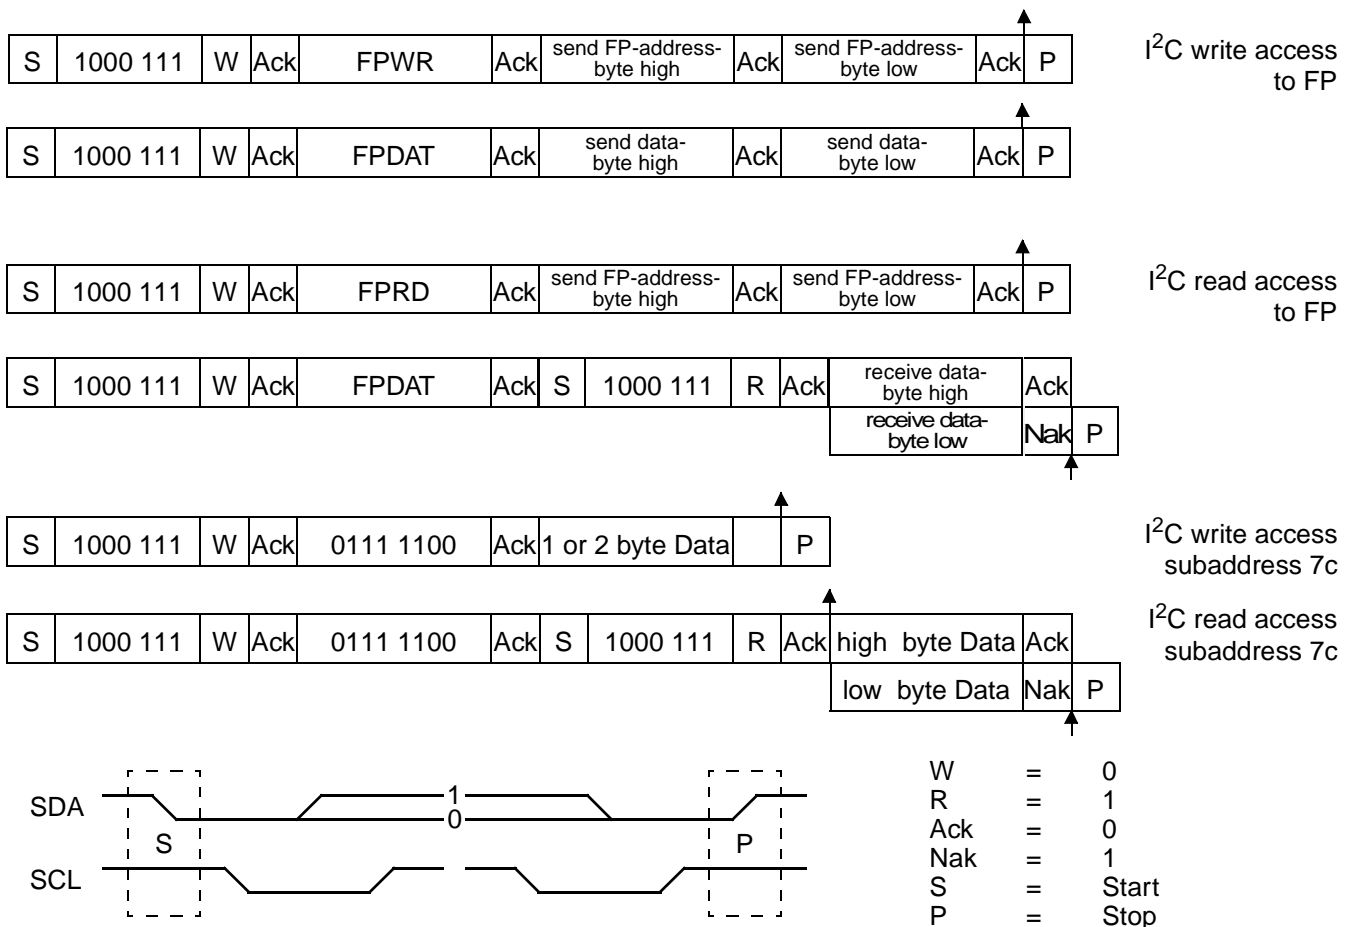 S 1000 111 W Ack FPWR Ack send FP-address-byte high Ack send FP-address-byte low Ack P
I²C write access
to FP
S 1000 111 W Ack FPDAT Ack send data-byte high Ack send data-byte low Ack P
S 1000 111 W Ack FPRD Ack send FP-address-byte high Ack send FP-address-byte low Ack P
I²C read access
to FP
S 1000 111 W Ack FPDAT Ack S 1000 111 R Ack receive data-byte high Ack
receive data-byte low Nak P
S 1000 111 W Ack 0111 1100 Ack 1 or 2 byte Data P
I²C write access
subaddress 7c
S 1000 111 W Ack 0111 1100 Ack S 1000 111 R Ack high byte Data Ack
I²C read access
subaddress 7c
low byte Data Nak P
SDA 1
0
S P
SCL
W = 0
R = 1
Ack = 0
Nak = 1
S = Start
P = Stop